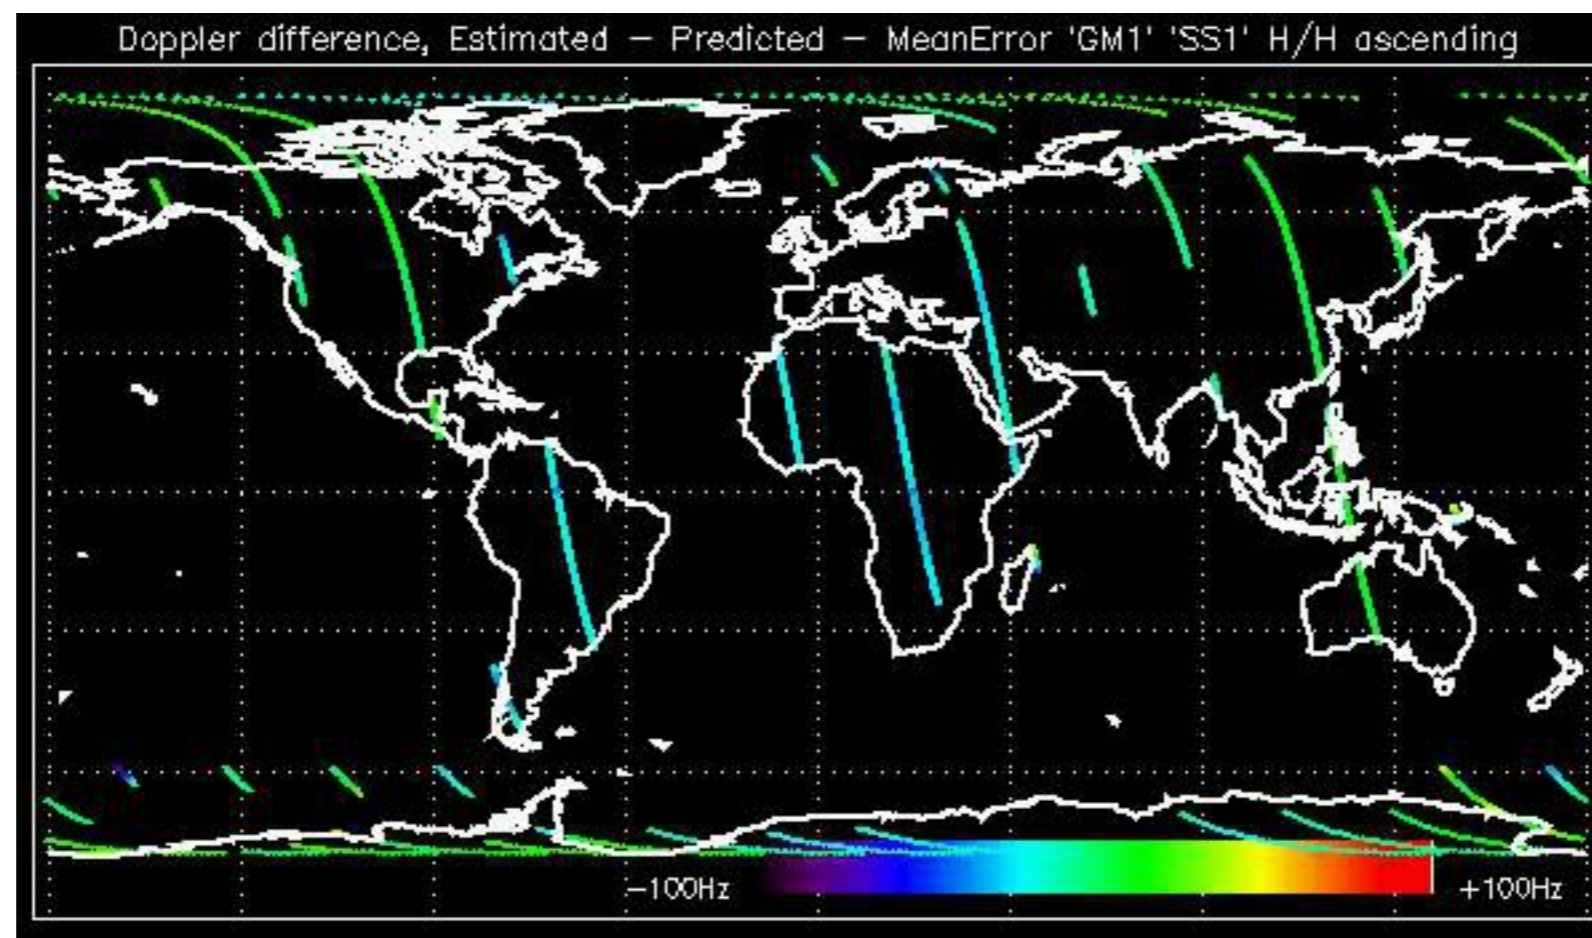 Doppler difference, Estimated — Predicted — MeanError 'GM1' 'SS1' H/H ascending
−100Hz +100Hz